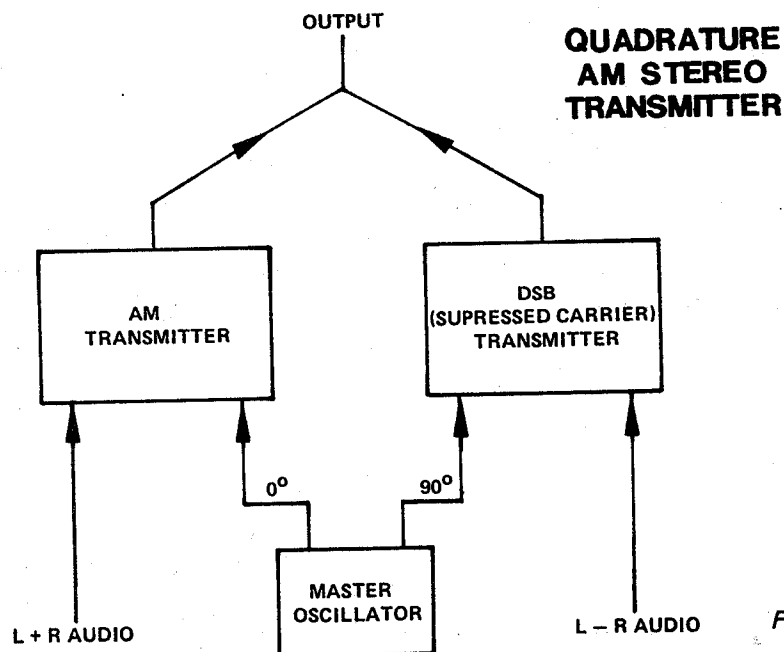 OUTPUT
QUADRATURE
AM STEREO
TRANSMITTER
AM
TRANSMITTER
DSB
(SUPRESSED CARRIER)
TRANSMITTER
0°
90°
MASTER
OSCILLATOR
L + R AUDIO
L – R AUDIO
F